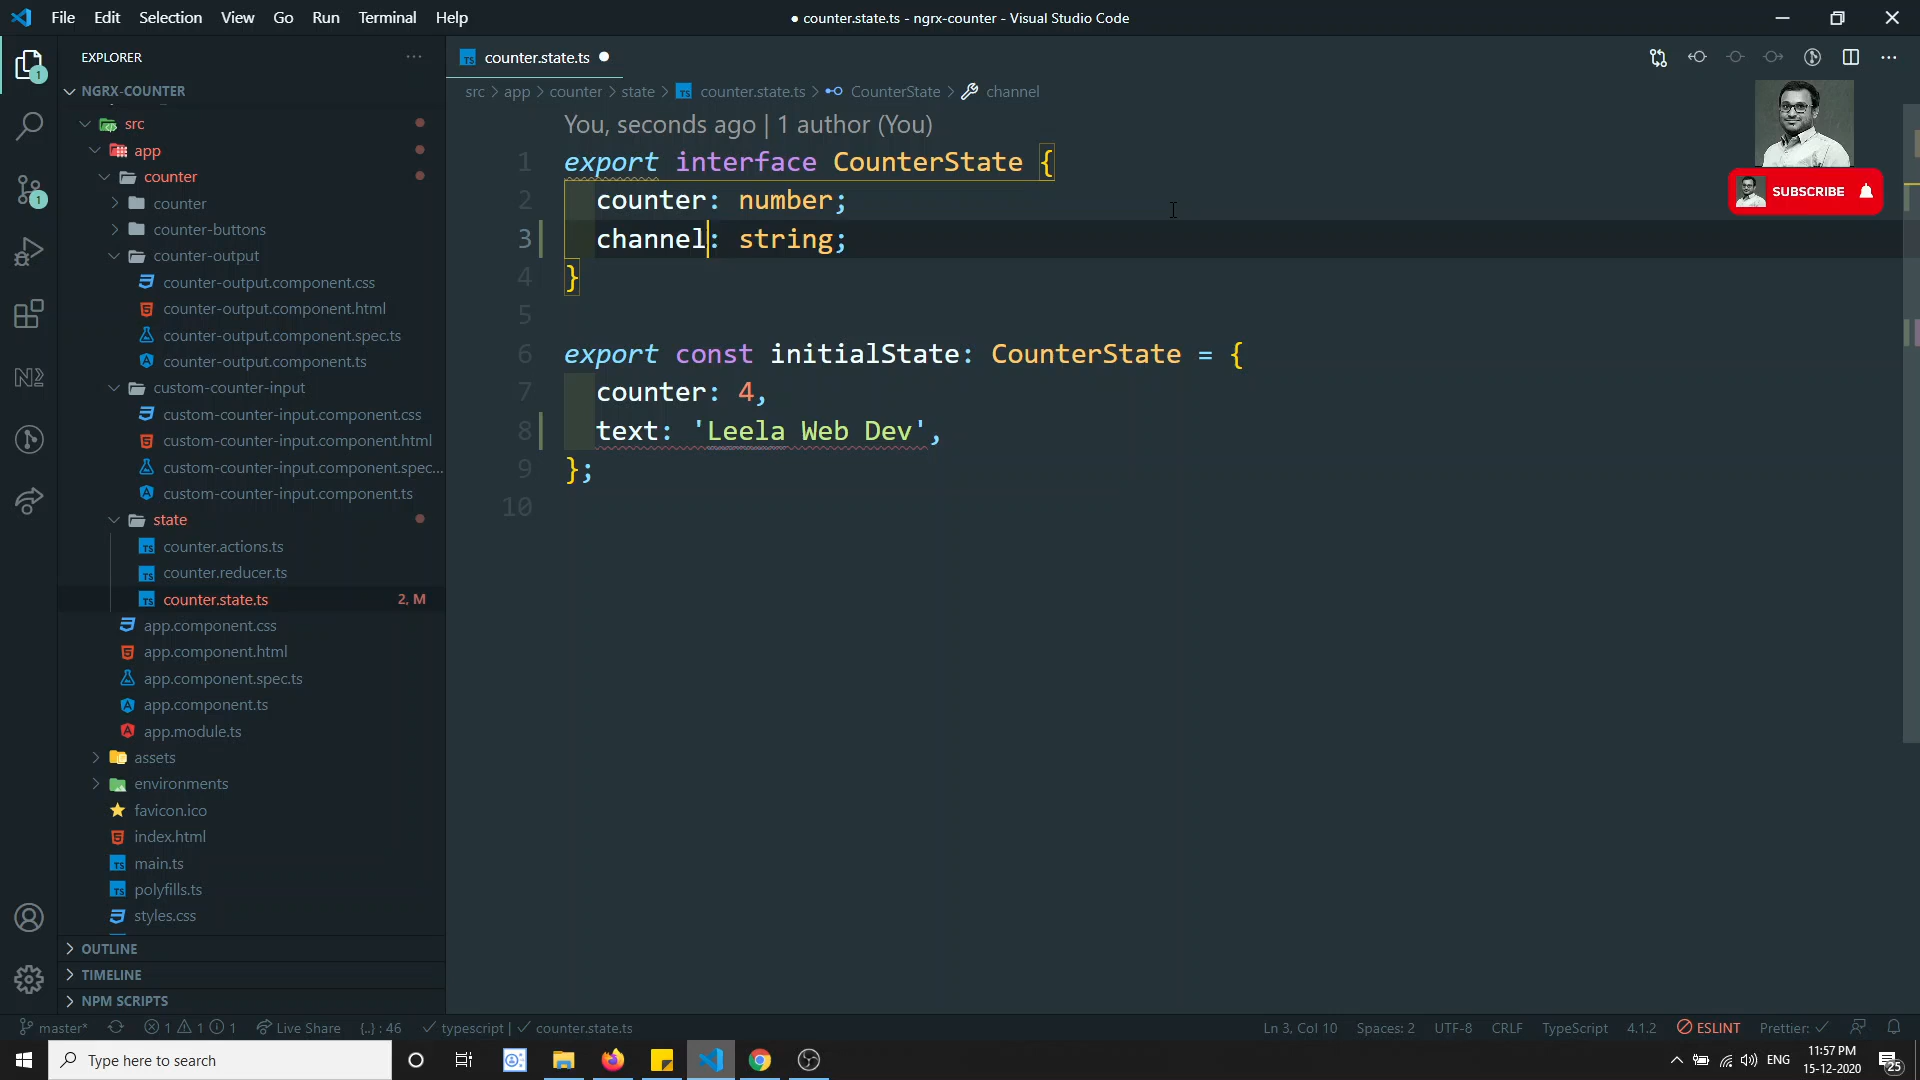 File Edit Selection View Go Run Terminal Help
● counter.state.ts - ngrx-counter - Visual Studio Code
EXPLORER
counter.state.ts
NGRX-COUNTER
src > app > counter > state > counter.state.ts > CounterState > channel
src
app
counter
counter
counter-buttons
counter-output
counter-output.component.css
counter-output.component.html
counter-output.component.spec.ts
counter-output.component.ts
custom-counter-input
custom-counter-input.component.css
custom-counter-input.component.html
custom-counter-input.component.spec...
custom-counter-input.component.ts
state
counter.actions.ts
counter.reducer.ts
counter.state.ts 2, M
app.component.css
app.component.html
app.component.spec.ts
app.component.ts
app.module.ts
assets
environments
favicon.ico
index.html
main.ts
polyfills.ts
styles.css
OUTLINE
TIMELINE
NPM SCRIPTS
You, seconds ago | 1 author (You)
1 export interface CounterState {
2 counter: number;
3 channel: string;
4 }
5
6 export const initialState: CounterState = {
7 counter: 4,
8 text: 'Leela Web Dev',
9 };
10
SUBSCRIBE
1
1
master* 1 1 1 Live Share {..} : 46 typescript | counter.state.ts
Ln 3, Col 10 Spaces: 2 UTF-8 CRLF TypeScript 4.1.2 ESLINT Prettier: ✓
Type here to search
ENG
11:57 PM
15-12-2020
25